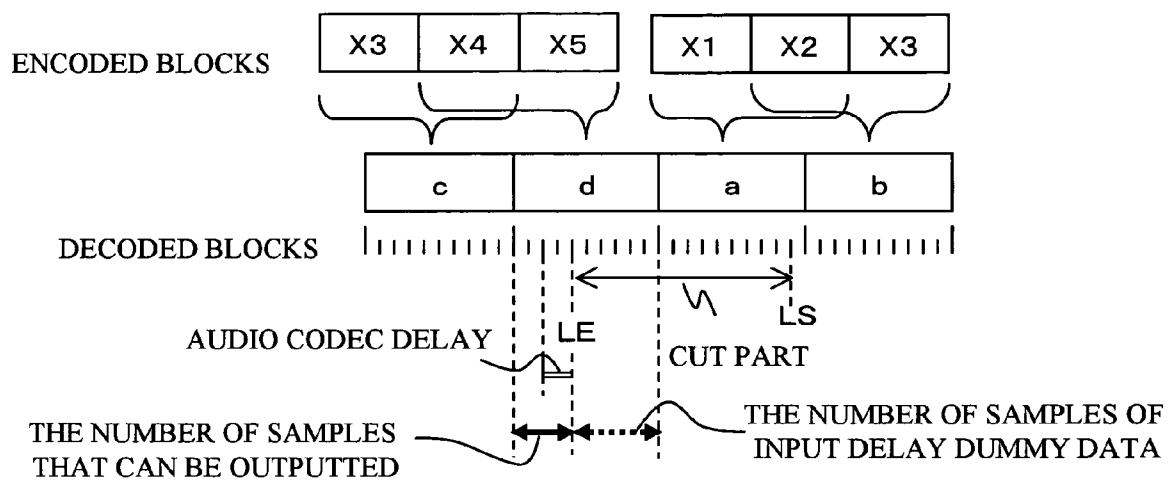 X3 X4 X5 X1 X2 X3
ENCODED BLOCKS
c d a b
DECODED BLOCKS
LE
LS
AUDIO CODEC DELAY
CUT PART
THE NUMBER OF SAMPLES
THAT CAN BE OUTPUTTED
THE NUMBER OF SAMPLES OF
INPUT DELAY DUMMY DATA